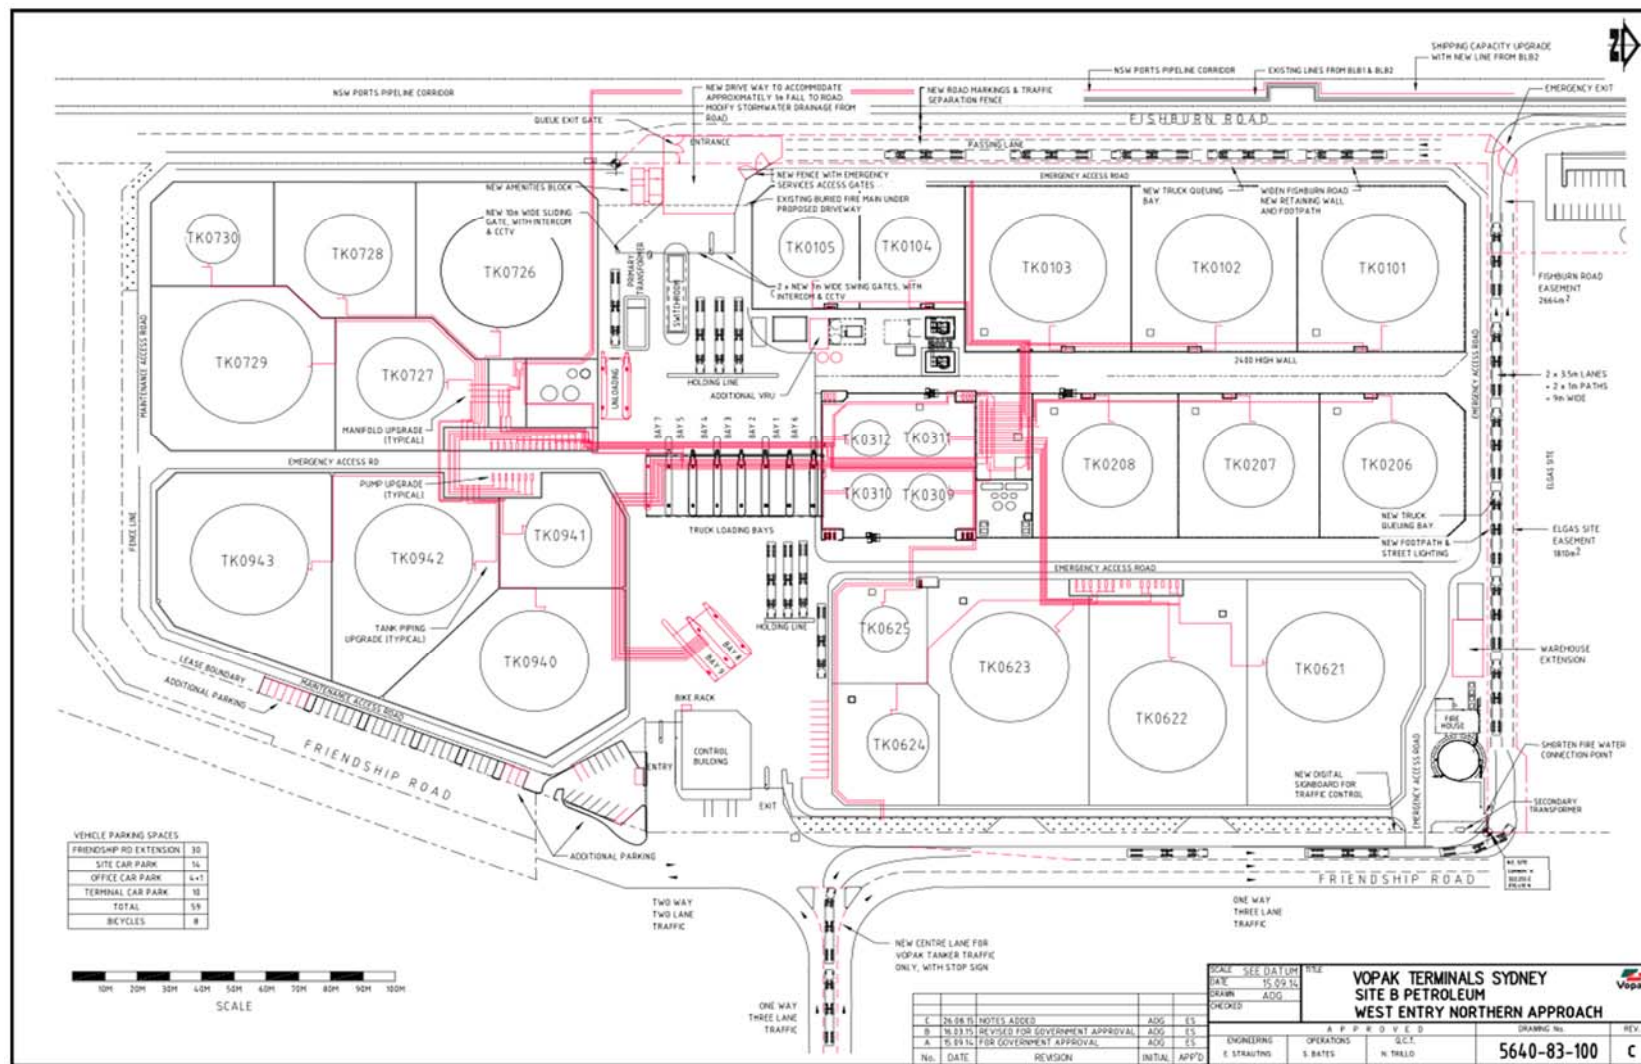 SHIPPING CAPACITY UPGRADE
WITH NEW LINE FROM BLB2
NSW PORTS PIPELINE CORRIDOR
EXISTING LINES FROM BLB1 & BLB2
EMERGENCY EXIT
NSW PORTS PIPELINE CORRIDOR
NEW DRIVE WAY TO ACCOMMODATE
APPROXIMATELY 1m FALL TO ROAD.
MODIFY STORMWATER DRAINAGE FROM
ROAD
NEW ROAD MARKINGS & TRAFFIC
SEPARATION FENCE
QUEUE EXIT GATE
ENTRANCE
FISHBURN ROAD
PASSING LANE
EMERGENCY ACCESS ROAD
NEW AMENITIES BLOCK
NEW FENCE WITH EMERGENCY
SERVICES ACCESS GATES
EXISTING BURIED FIRE MAIN UNDER
PROPOSED DRIVEWAY
NEW TRUCK QUEUING
BAY.
WIDEN FISHBURN ROAD
NEW RETAINING WALL
AND FOOTPATH
NEW 10m WIDE SLIDING
GATE, WITH INTERCOM
& CCTV
TK0730
TK0728
TK0726
TK0105
TK0104
TK0103
TK0102
TK0101
PRIMARY
TRANSFORMER
SWITCHROOM
2 x NEW 1m WIDE SWING GATES, WITH
INTERCOM & CCTV
FISHBURN ROAD
EASEMENT
2664m2
MAINTENANCE ACCESS ROAD
TK0729
TK0727
UNLOADING
HOLDING LINE
ADDITIONAL VRU
2400 HIGH WALL
EMERGENCY ACCESS ROAD
2 x 3.5m LANES
+ 2 x 1m PATHS
= 9m WIDE
MANIFOLD UPGRADE
(TYPICAL)
BAY 7
BAY 5
BAY 4
BAY 3
BAY 2
BAY 1
BAY 6
TK0312
TK0311
TK0310
TK0309
TK0208
TK0207
TK0206
EMERGENCY ACCESS RD
PUMP UPGRADE
(TYPICAL)
ELGAS SITE
FENCE LINE
TK0943
TK0942
TK0941
TRUCK LOADING BAYS
NEW TRUCK
QUEUING BAY.
NEW FOOTPATH &
STREET LIGHTING
ELGAS SITE
EASEMENT
1810m2
EMERGENCY ACCESS ROAD
TANK PIPING
UPGRADE (TYPICAL)
TK0940
HOLDING LINE
BAY 8
BAY 9
TK0625
TK0623
TK0622
TK0621
TK0624
WAREHOUSE
EXTENSION
LEASE BOUNDARY
ADDITIONAL PARKING
MAINTENANCE ACCESS ROAD
FRIENDSHIP ROAD
BIKE RACK
CONTROL
BUILDING
ENTRY
EXIT
FIRE
HOUSE
EMERGENCY ACCESS ROAD
SHORTEN FIRE WATER
CONNECTION POINT
NEW DIGITAL
SIGNBOARD FOR
TRAFFIC CONTROL
SECONDARY
TRANSFORMER
ADDITIONAL PARKING
VEHICLE PARKING SPACES
FRIENDSHIP RD EXTENSION 30
SITE CAR PARK 14
OFFICE CAR PARK 4+1
TERMINAL CAR PARK 10
TOTAL 59
BICYCLES 8
TWO WAY
TWO LANE
TRAFFIC
ONE WAY
THREE LANE
TRAFFIC
FRIENDSHIP ROAD
NEW CENTRE LANE FOR
VOPAK TANKER TRAFFIC
ONLY, WITH STOP SIGN
ONE WAY
THREE LANE
TRAFFIC
10M 20M 30M 40M 50M 60M 70M 80M 90M 100M
SCALE
C 26.08.15 NOTES ADDED ADG ES
B 16.03.15 REVISED FOR GOVERNMENT APPROVAL ADG ES
A 15.09.14 FOR GOVERNMENT APPROVAL ADG ES
No. DATE REVISION INITIAL APP'D
SCALE SEE DATUM
DATE 15.09.14
DRAWN ADG
CHECKED
TITLE
VOPAK TERMINALS SYDNEY
SITE B PETROLEUM
WEST ENTRY NORTHERN APPROACH
Vopak
APPROVED
ENGINEERING OPERATIONS Q.C.T.
E. STRAUTINS S. BATES N. TRILLO
DRAWING No.
5640-83-100
REV.
C